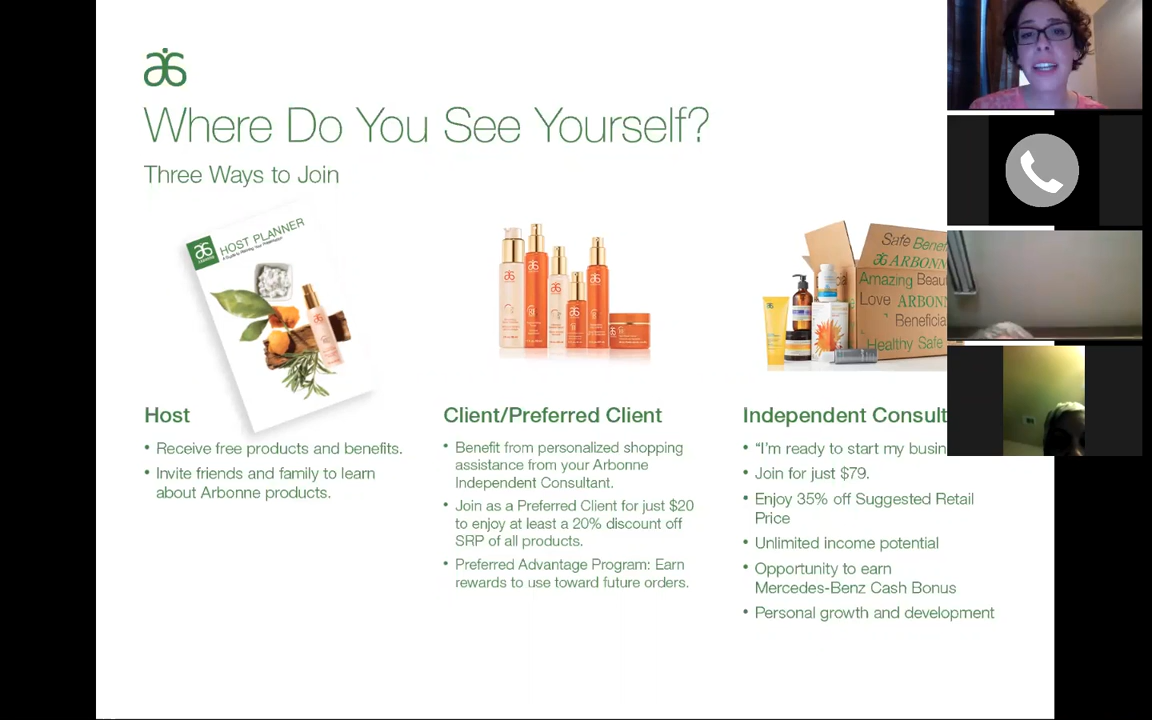 Where Do You See Yourself?
Three Ways to Join
HOST PLANNER
Safe Benef
ARBONN
Amazing Beau
Love ARBONN
Beneficia
Healthy Safe
Host
• Receive free products and benefits.
• Invite friends and family to learn
about Arbonne products.
Client/Preferred Client
• Benefit from personalized shopping
assistance from your Arbonne
Independent Consultant.
• Join as a Preferred Client for just $20
to enjoy at least a 20% discount off
SRP of all products.
• Preferred Advantage Program: Earn
rewards to use toward future orders.
Independent Consult
• “I’m ready to start my busin
• Join for just $79.
• Enjoy 35% off Suggested Retail
Price
• Unlimited income potential
• Opportunity to earn
Mercedes-Benz Cash Bonus
• Personal growth and development